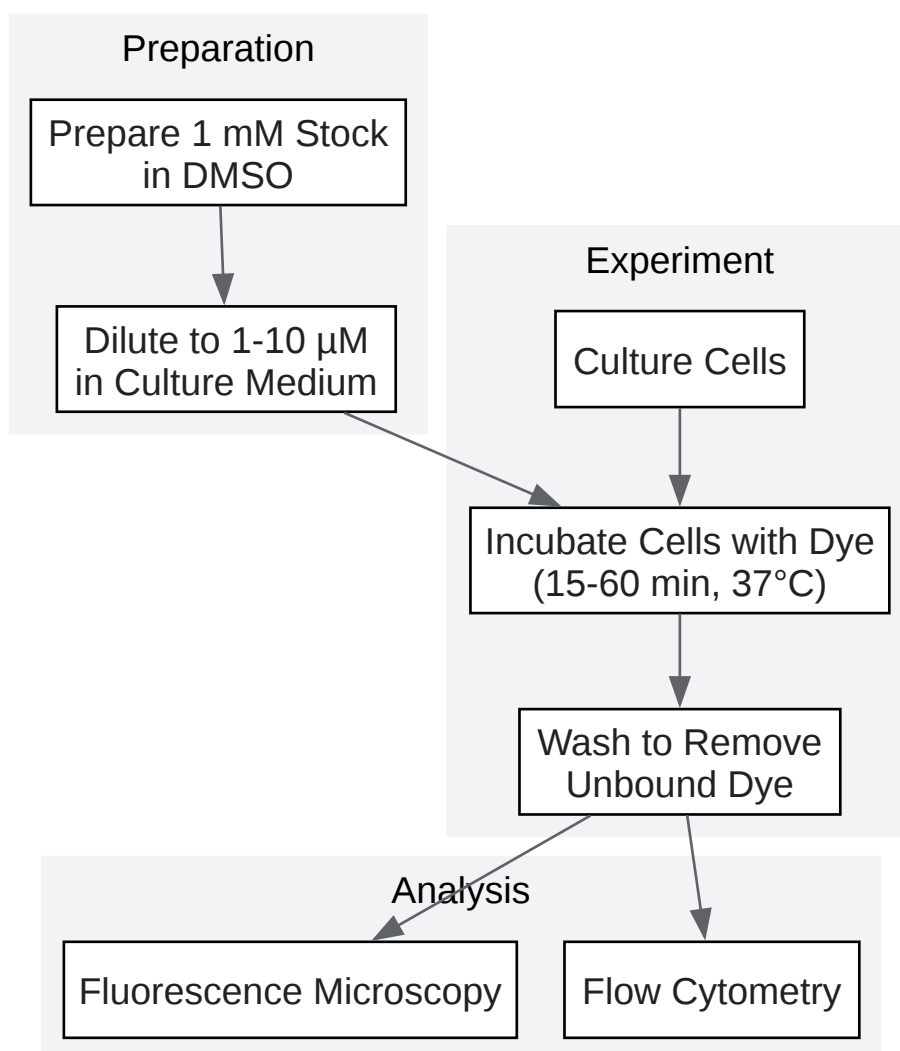 Preparation
Prepare 1 mM Stock
in DMSO
Dilute to 1-10 µM
in Culture Medium
Experiment
Culture Cells
Incubate Cells with Dye
(15-60 min, 37°C)
Wash to Remove
Unbound Dye
Analysis
Fluorescence Microscopy
Flow Cytometry